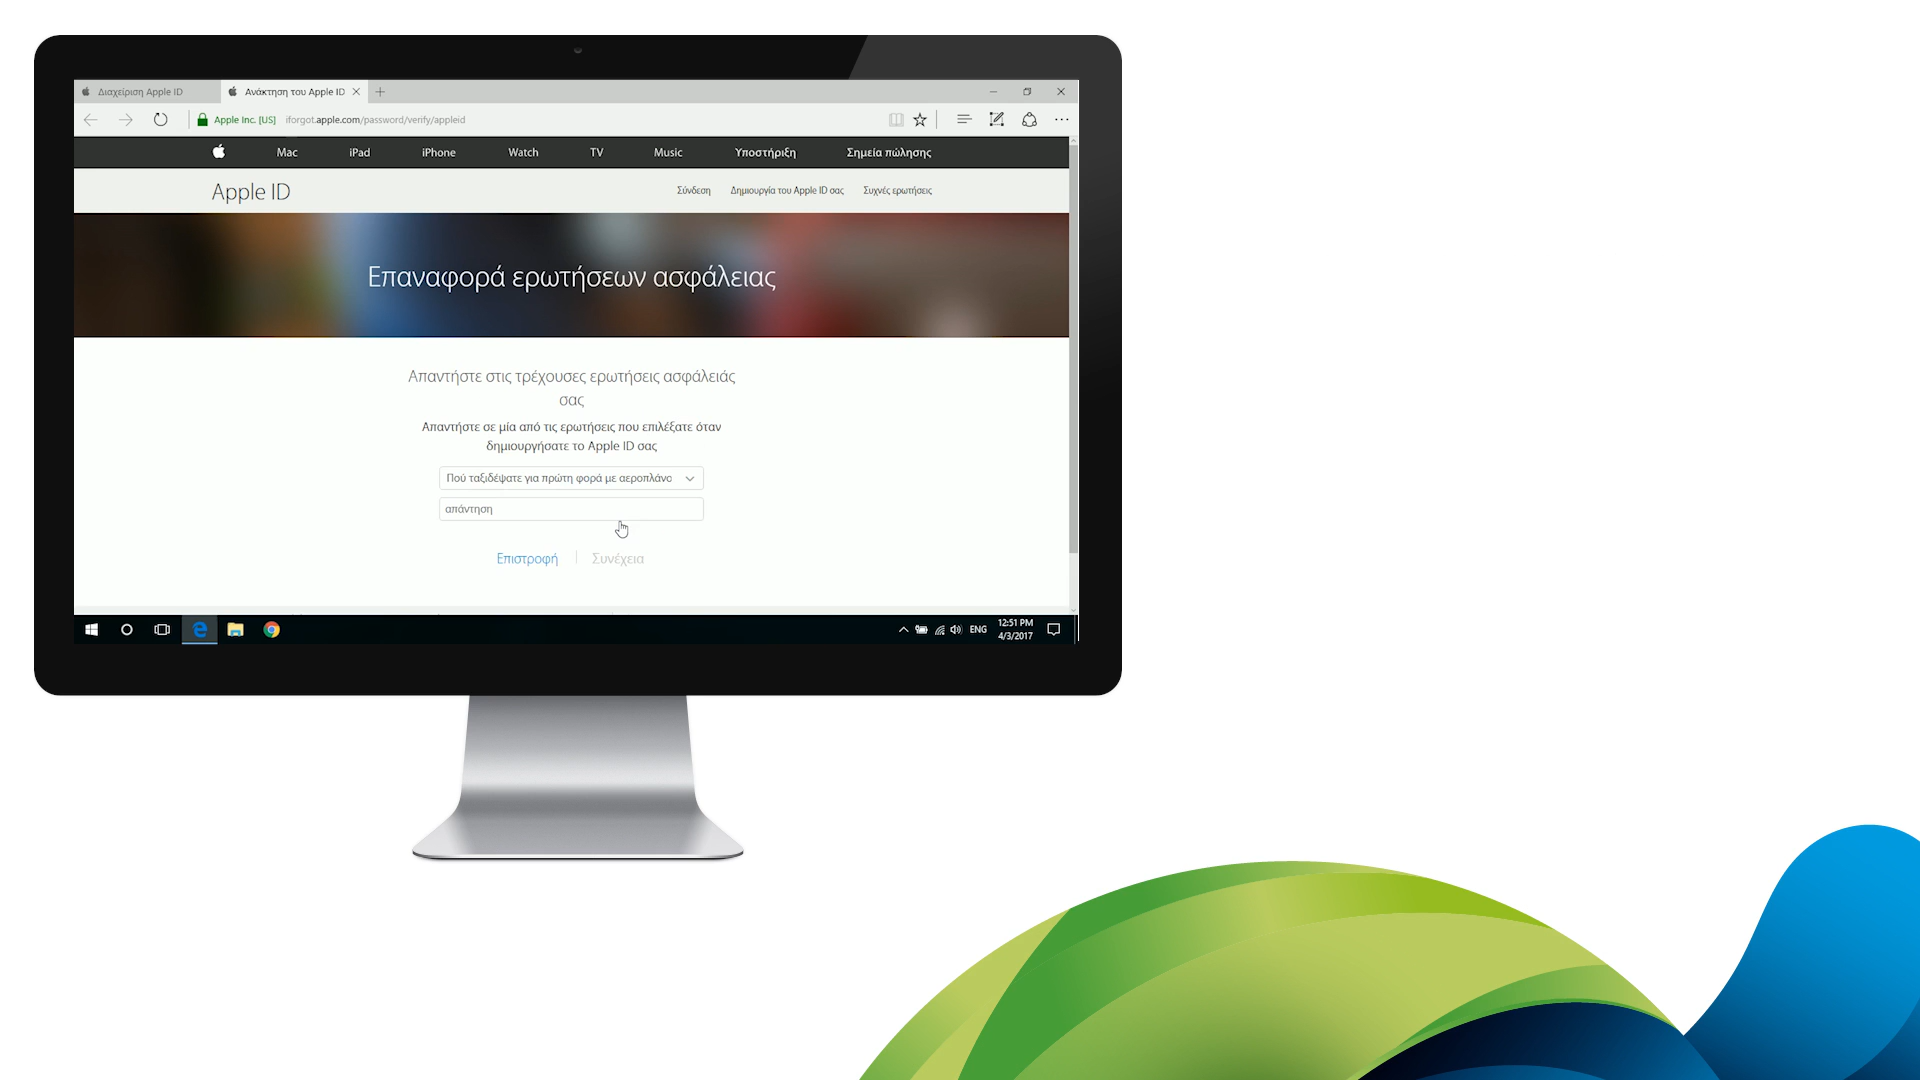 Διαχείριση Apple ID
Ανάκτηση του Apple ID
Apple Inc. [US] iforgot.apple.com/password/verify/appleid
Mac iPad iPhone Watch TV Music Υποστήριξη Σημεία πώλησης
Apple ID
Σύνδεση Δημιουργία του Apple ID σας Συχνές ερωτήσεις
Επαναφορά ερωτήσεων ασφάλειας
Απαντήστε στις τρέχουσες ερωτήσεις ασφάλειάς
σας
Απαντήστε σε μία από τις ερωτήσεις που επιλέξατε όταν
δημιουργήσατε το Apple ID σας
Πού ταξιδέψατε για πρώτη φορά με αεροπλάνο
απάντηση
Επιστροφή Συνέχεια
ENG
12:51 PM
4/3/2017